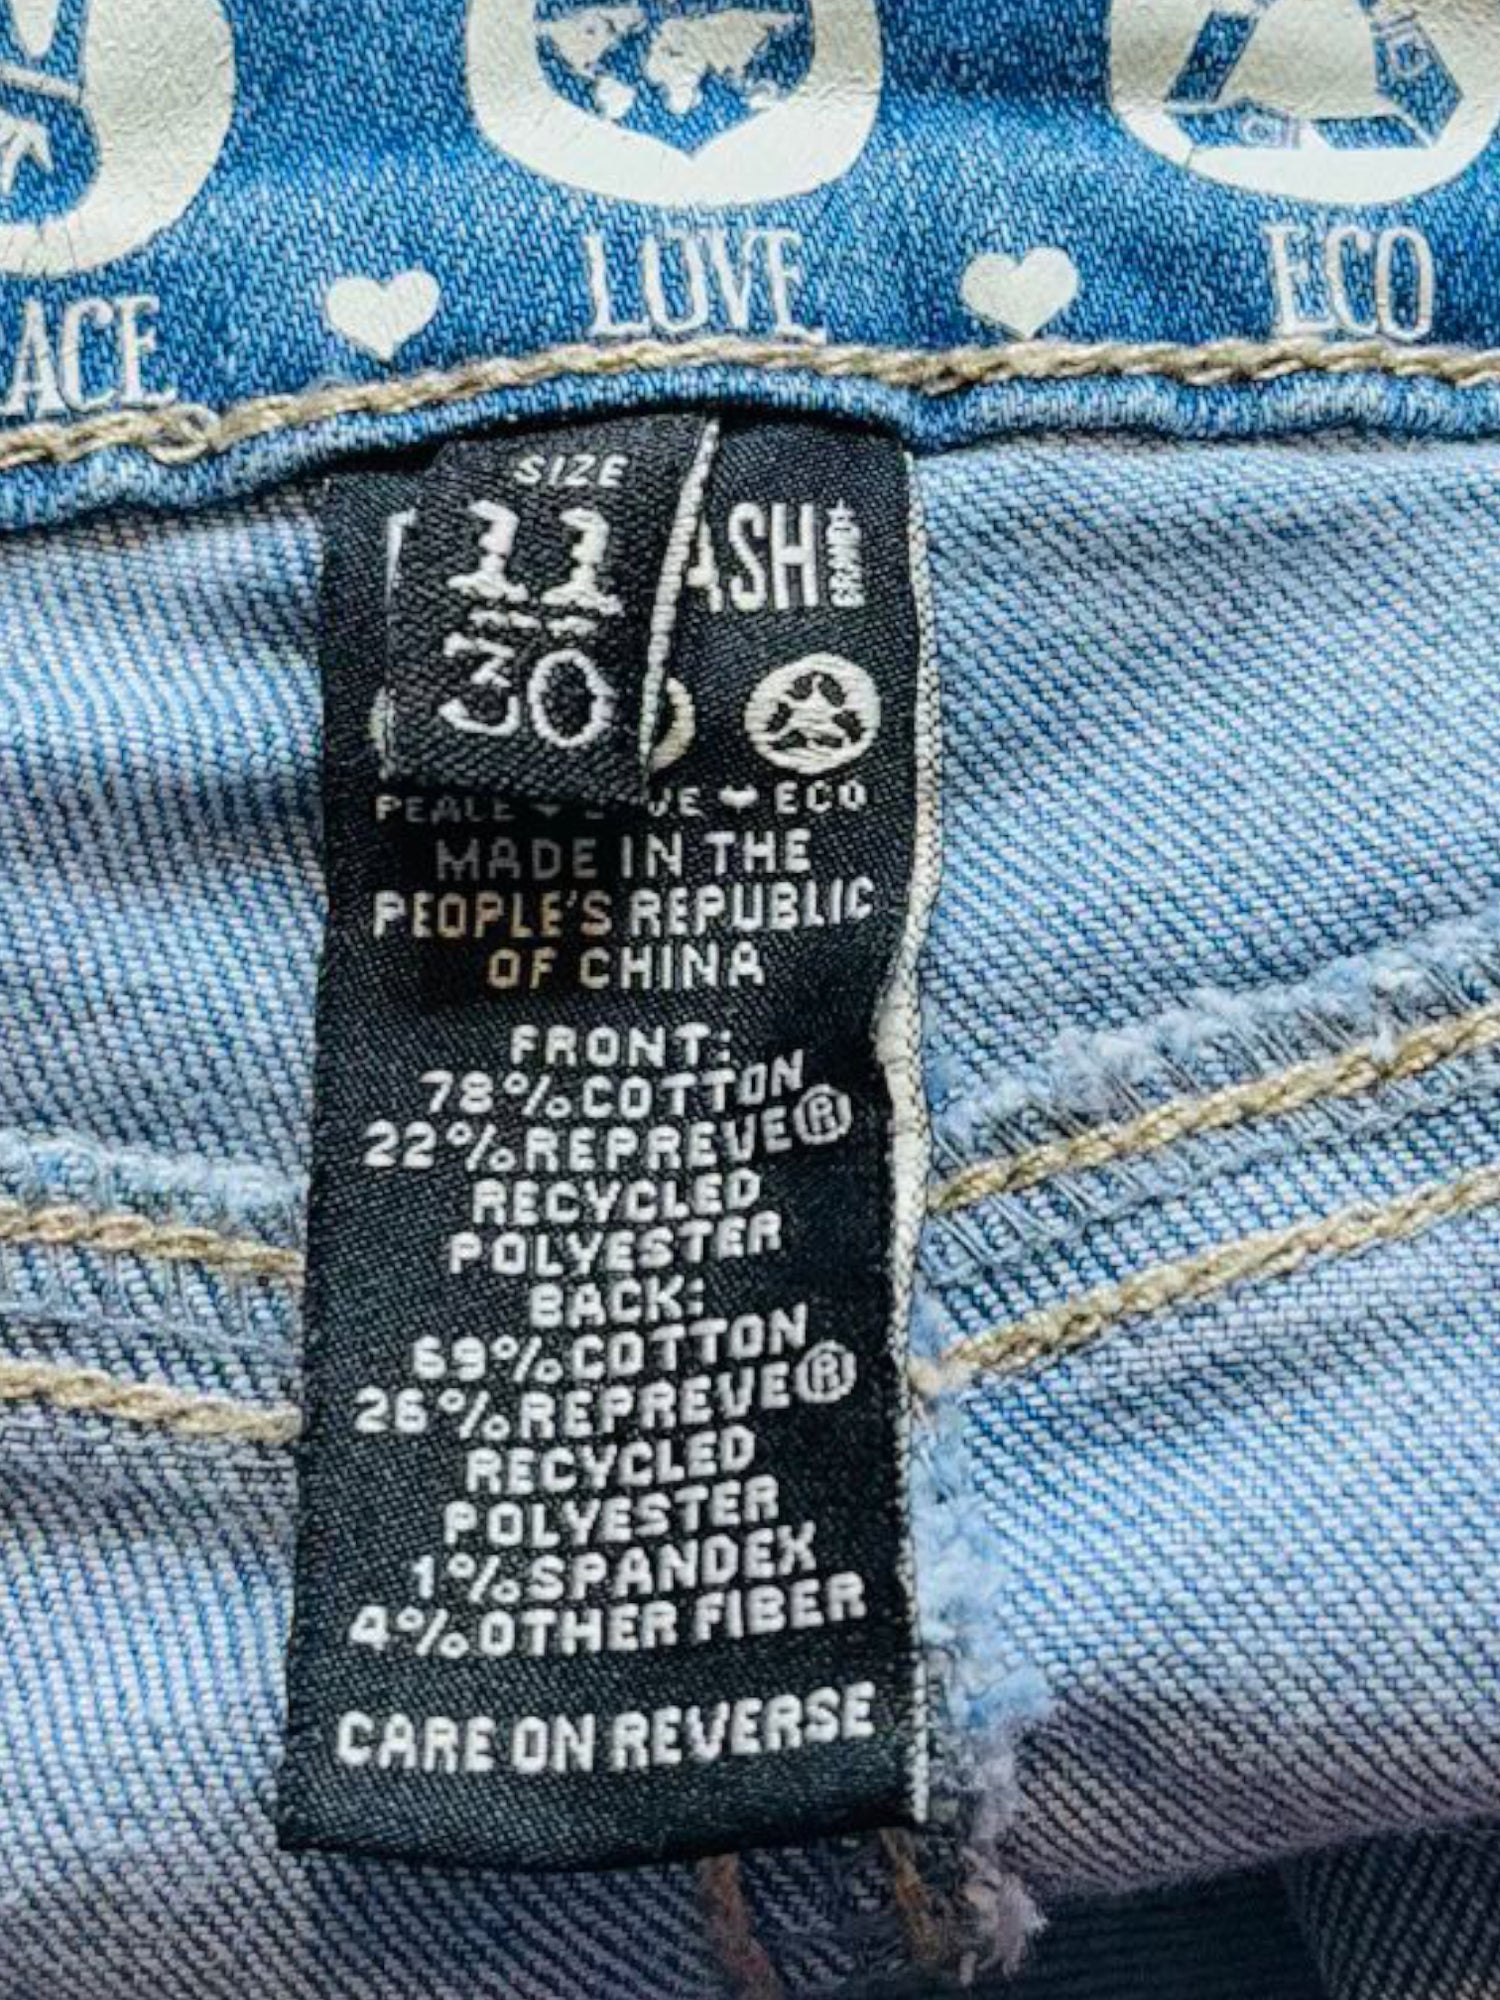 LOVE
ECO
ACE
SIZE
11
30
ASH
ECO
MADE IN THE
PEOPLE'S REPUBLIC
OF CHINA
FRONT:
78% COTTON
22% REPREVE®
RECYCLED
POLYESTER
BACK:
69% COTTON
26% REPREVE®
RECYCLED
POLYESTER
1% SPANDEX
4% OTHER FIBER
CARE ON REVERSE